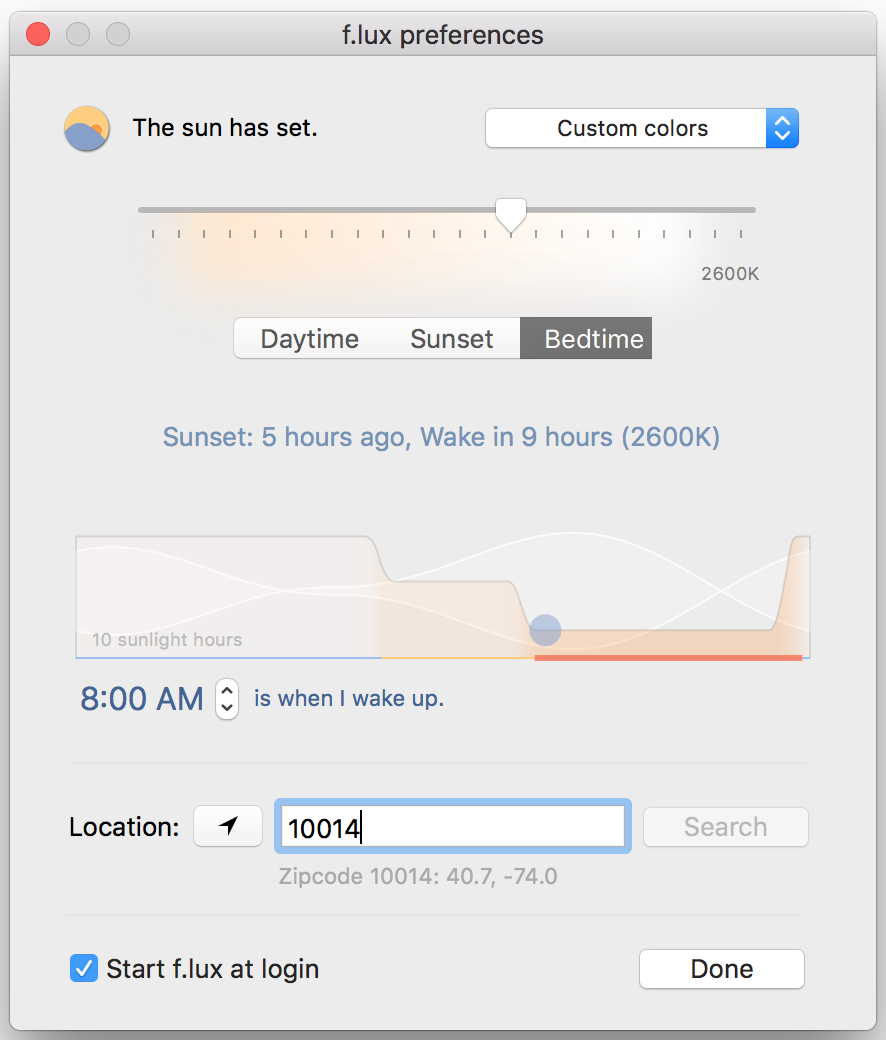 f.lux preferences
The sun has set.
Custom colors
2600K
Daytime Sunset Bedtime
Sunset: 5 hours ago, Wake in 9 hours (2600K)
10 sunlight hours
8:00 AM is when I wake up.
Location: 10014 Search
Zipcode 10014: 40.7, -74.0
Start f.lux at login
Done